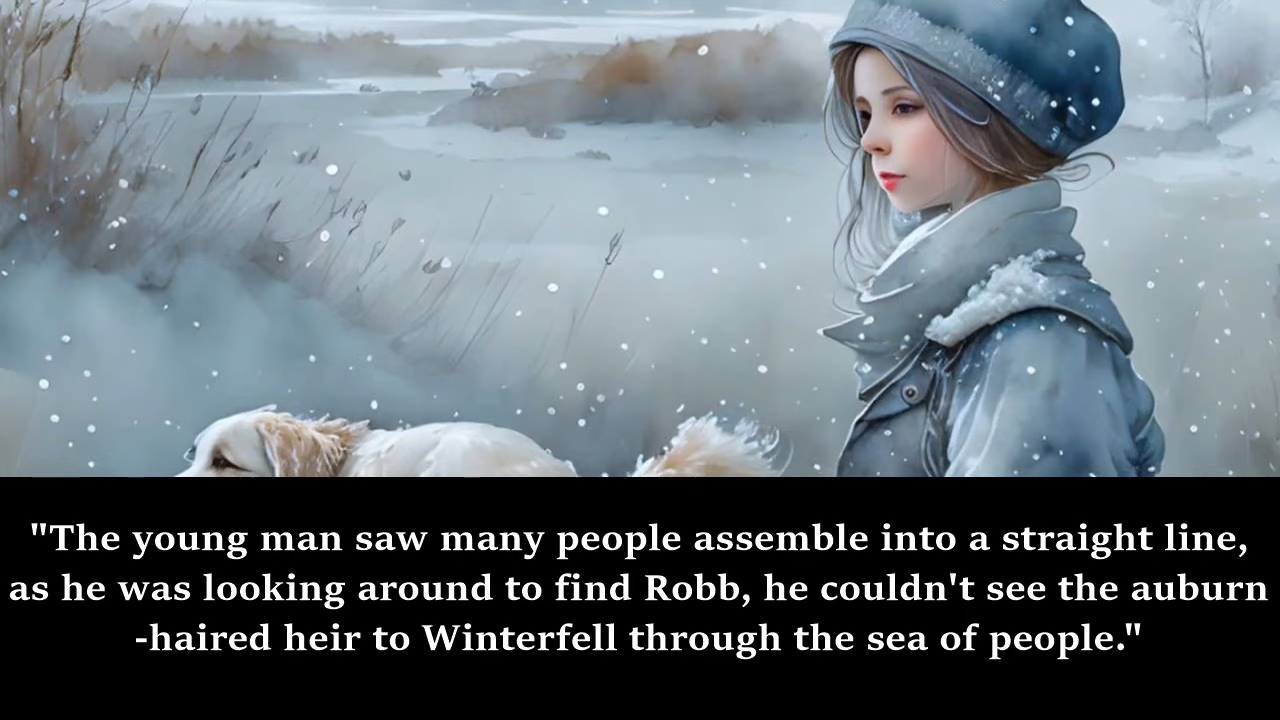 "The young man saw many people assemble into a straight line,
as he was looking around to find Robb, he couldn't see the auburn
-haired heir to Winterfell through the sea of people."